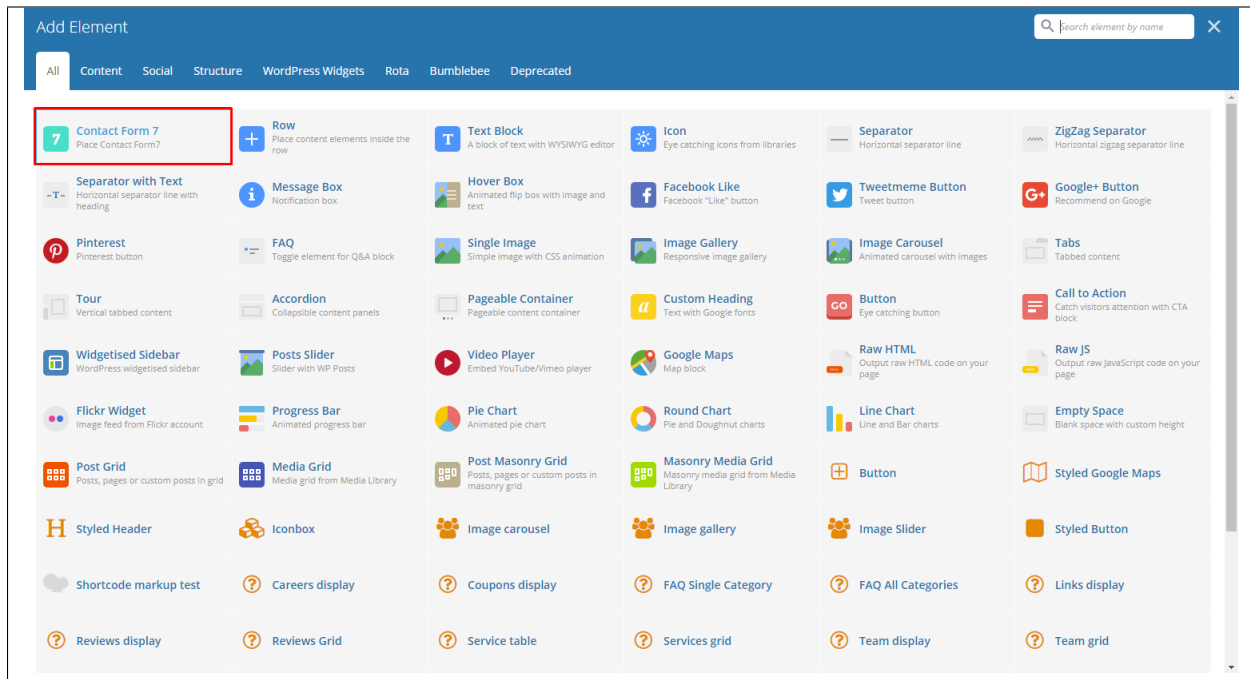 Add Element
Search element by name
All Content Social Structure WordPress Widgets Rota Bumblebee Deprecated
7
Contact Form 7
Place Contact Form7
Row
Place content elements inside the
row
T
Text Block
A block of text with WYSIWYG editor
Icon
Eye catching icons from libraries
Separator
Horizontal separator line
ZigZag Separator
Horizontal zigzag separator line
-T-
Separator with Text
Horizontal separator line with
heading
i
Message Box
Notification box
Hover Box
Animated flip box with image and
text
f
Facebook Like
Facebook "Like" button
Tweetmeme Button
Tweet button
G+
Google+ Button
Recommend on Google
Pinterest
Pinterest button
FAQ
Toggle element for Q&A block
Single Image
Simple image with CSS animation
Image Gallery
Responsive image gallery
Image Carousel
Animated carousel with images
Tabs
Tabbed content
Tour
Vertical tabbed content
Accordion
Collapsible content panels
Pageable Container
Pageable content container
a
Custom Heading
Text with Google fonts
GO
Button
Eye catching button
Call to Action
Catch visitors attention with CTA
block
Widgetised Sidebar
WordPress widgetised sidebar
Posts Slider
Slider with WP Posts
Video Player
Embed YouTube/Vimeo player
Google Maps
Map block
Raw HTML
Output raw HTML code on your
page
Raw JS
Output raw JavaScript code on your
page
Flickr Widget
Image feed from Flickr account
Progress Bar
Animated progress bar
Pie Chart
Animated pie chart
Round Chart
Pie and Doughnut charts
Line Chart
Line and Bar charts
Empty Space
Blank space with custom height
Post Grid
Posts, pages or custom posts in grid
Media Grid
Media grid from Media Library
Post Masonry Grid
Posts, pages or custom posts in
masonry grid
Masonry Media Grid
Masonry media grid from Media
Library
Button
Styled Google Maps
H
Styled Header
Iconbox
Image carousel
Image gallery
Image Slider
Styled Button
Shortcode markup test
? Careers display
? Coupons display
? FAQ Single Category
? FAQ All Categories
? Links display
? Reviews display
? Reviews Grid
? Service table
? Services grid
? Team display
? Team grid